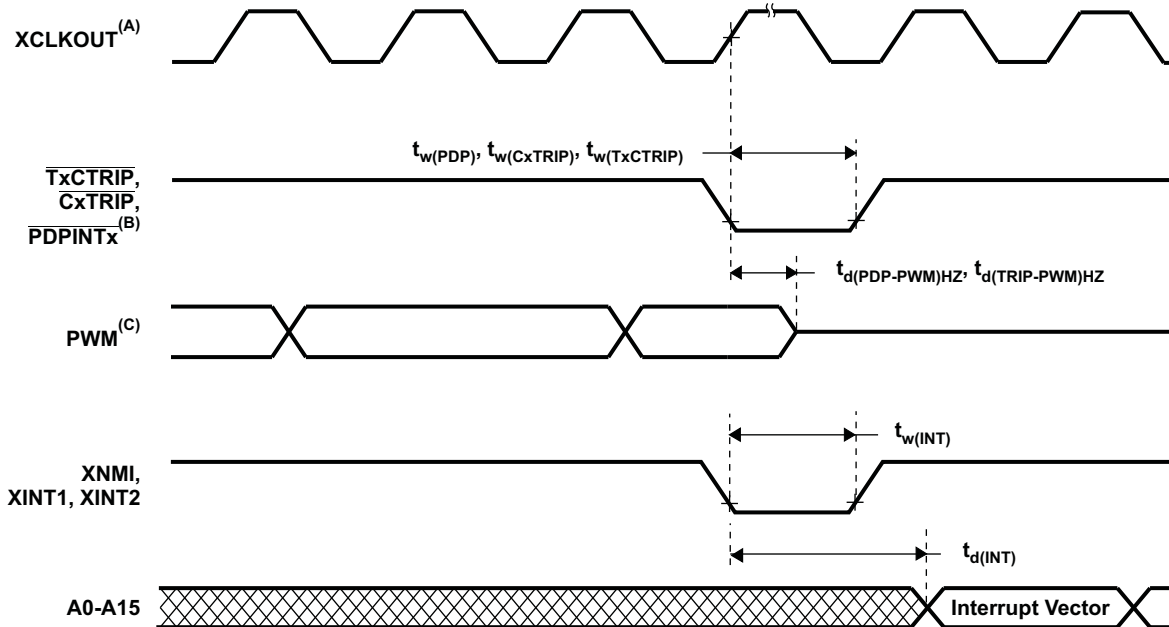 XCLKOUT(A)
tw(PDP), tw(CxTRIP), tw(TxCTRIP)
TxCTRIP,
CxTRIP,
PDPINTx(B)
td(PDP-PWM)HZ, td(TRIP-PWM)HZ
PWM(C)
tw(INT)
XNMI,
XINT1, XINT2
td(INT)
A0-A15
Interrupt Vector